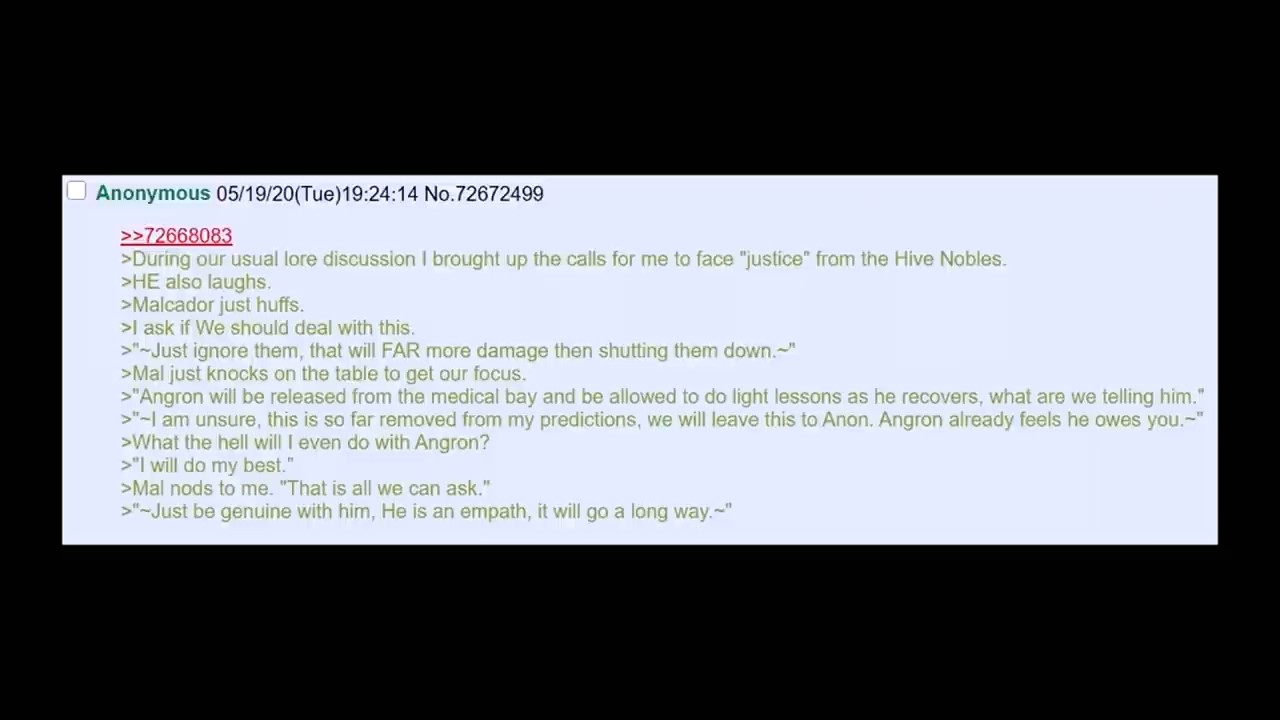 Anonymous 05/19/20(Tue)19:24:14 No.72672499
>>72668083
>During our usual lore discussion I brought up the calls for me to face "justice" from the Hive Nobles.
>HE also laughs.
>Malcador just huffs.
>I ask if We should deal with this.
>"~Just ignore them, that will FAR more damage then shutting them down.~"
>Mal just knocks on the table to get our focus.
>"Angron will be released from the medical bay and be allowed to do light lessons as he recovers, what are we telling him."
>"~I am unsure, this is so far removed from my predictions, we will leave this to Anon. Angron already feels he owes you.~"
>What the hell will I even do with Angron?
>"I will do my best."
>Mal nods to me. "That is all we can ask."
>"~Just be genuine with him, He is an empath, it will go a long way.~"